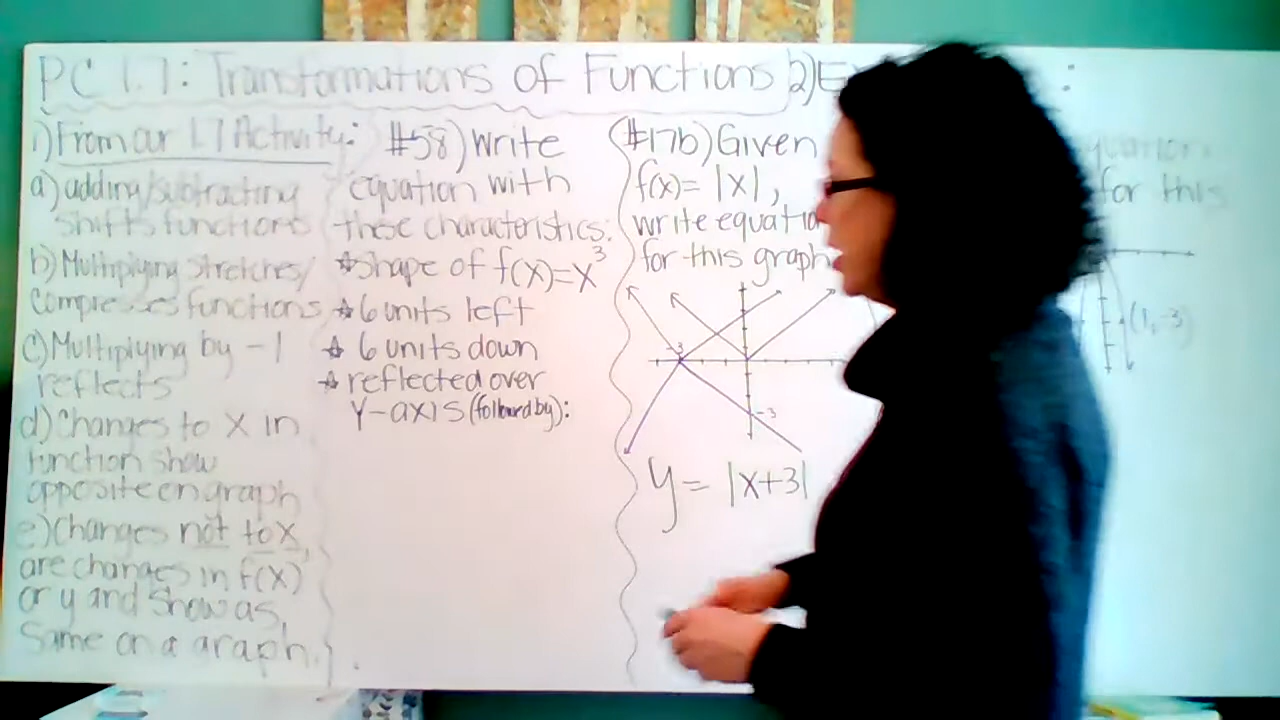 PC 1.7: Transformations of Functions
1) From our 1.7 Activity:
a) adding/subtracting
shifts functions
b) Multiplying stretches/
compresses functions
c) Multiplying by -1
reflects
d) Changes to x in
function show
opposite on graph
e) Changes not to x,
are changes in f(x)
or y and show as
same on a graph.
#58) Write
equation with
these characteristics:
* shape of f(x)=x³
* 6 units left
* 6 units down
* reflected over
y-axis (followed by):
#17b) Given
f(x)= |x|,
write
for this graph
-3
-3
y = |x+3|
2)
:
for this
(1,-3)